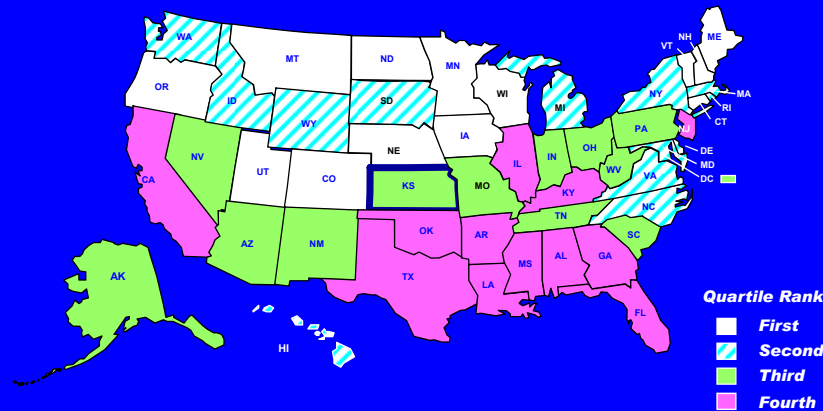 NH
ME
WA
VT
MT
ND
MN
OR
ID
SD
WI
MI
NY
MA
WY
RI
CT
NV
NE
IA
PA
NJ
CA
UT
CO
IL
IN
OH
DE
MD
KS
MO
WV
VA
DC
KY
NC
AZ
NM
OK
TN
AR
SC
AK
TX
MS
AL
GA
LA
FL
HI
Quartile Rank
First
Second
Third
Fourth